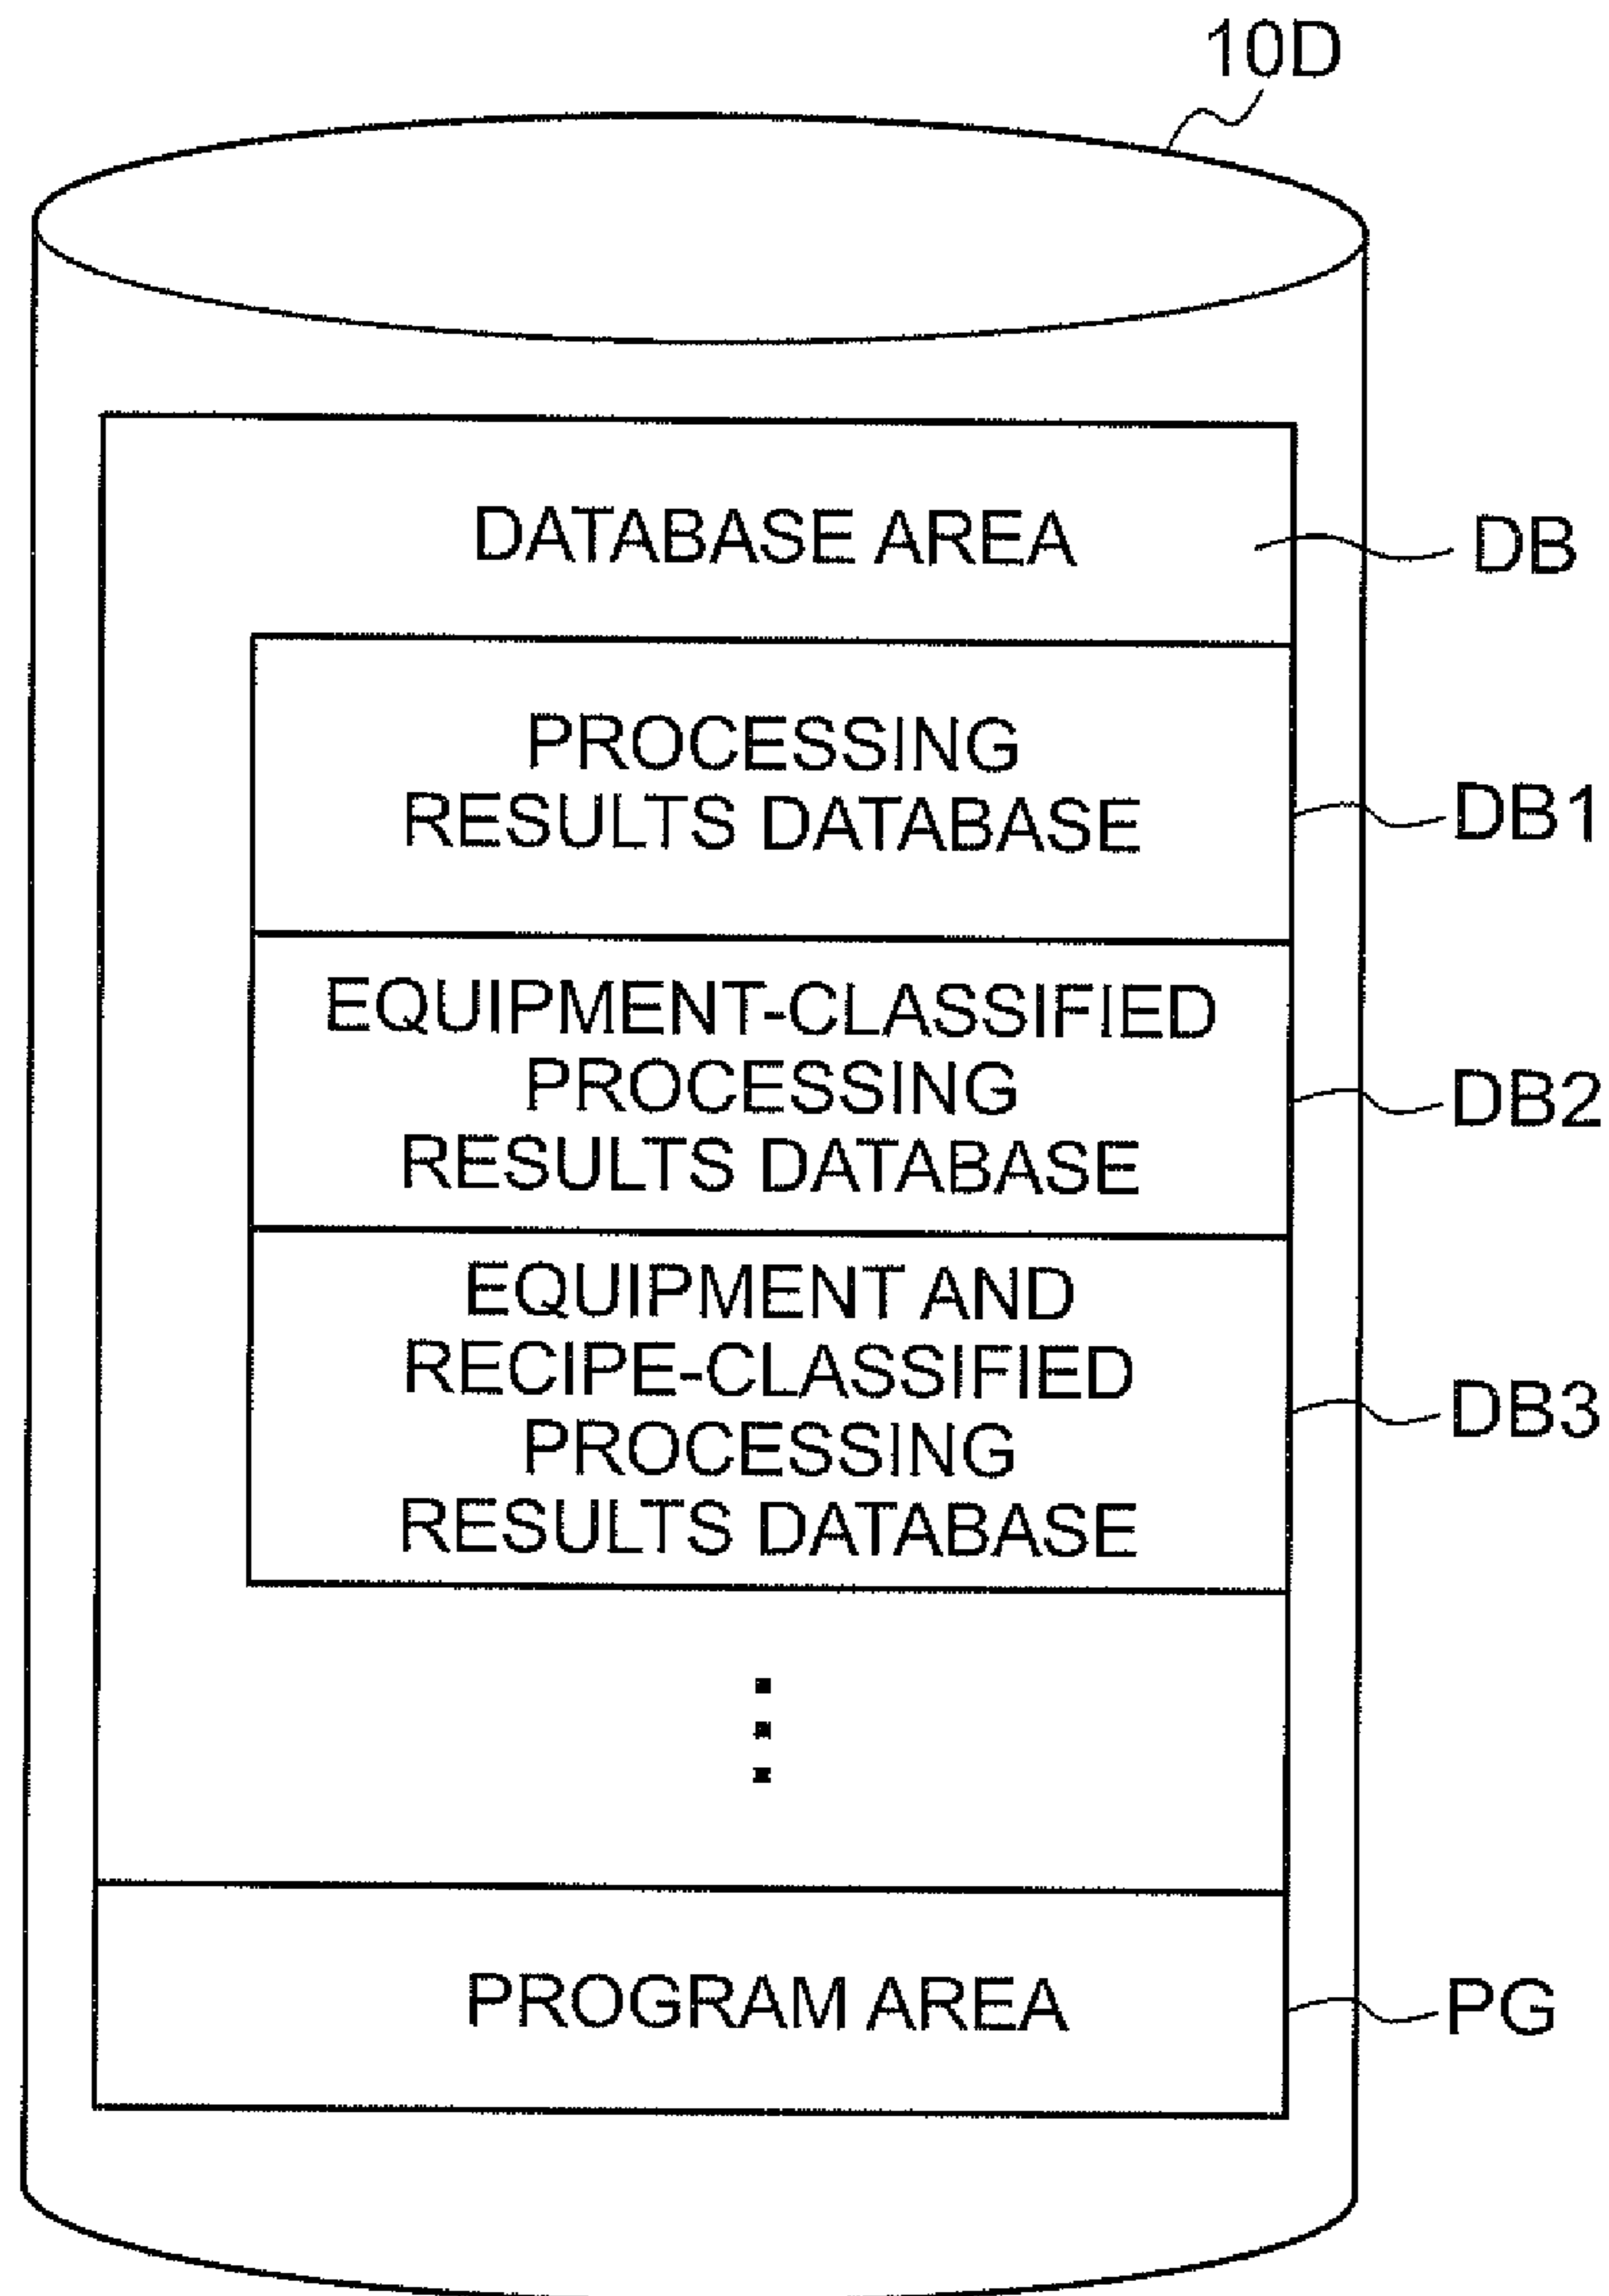 10D
DATABASE AREA
DB
PROCESSING
RESULTS DATABASE
DB1
EQUIPMENT-CLASSIFIED
PROCESSING
RESULTS DATABASE
DB2
EQUIPMENT AND
RECIPE-CLASSIFIED
PROCESSING
RESULTS DATABASE
DB3
PROGRAM AREA
PG